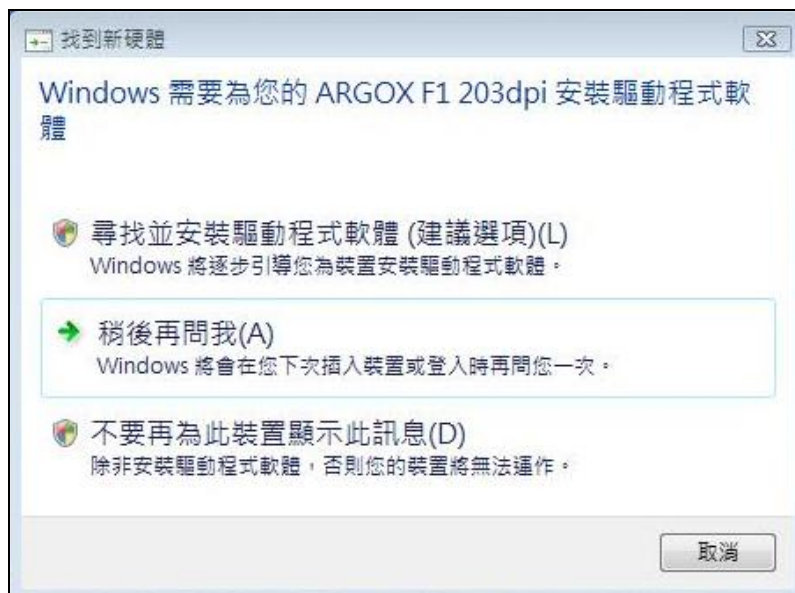 找到新硬體
Windows 需要為您的 ARGOX F1 203dpi 安裝驅動程式軟
體
尋找並安裝驅動程式軟體 (建議選項)(L)
Windows 將逐步引導您為裝置安裝驅動程式軟體。
稍後再問我(A)
Windows 將會在您下次插入裝置或登入時再問您一次。
不要再為此裝置顯示此訊息(D)
除非安裝驅動程式軟體，否則您的裝置將無法運作。
取消